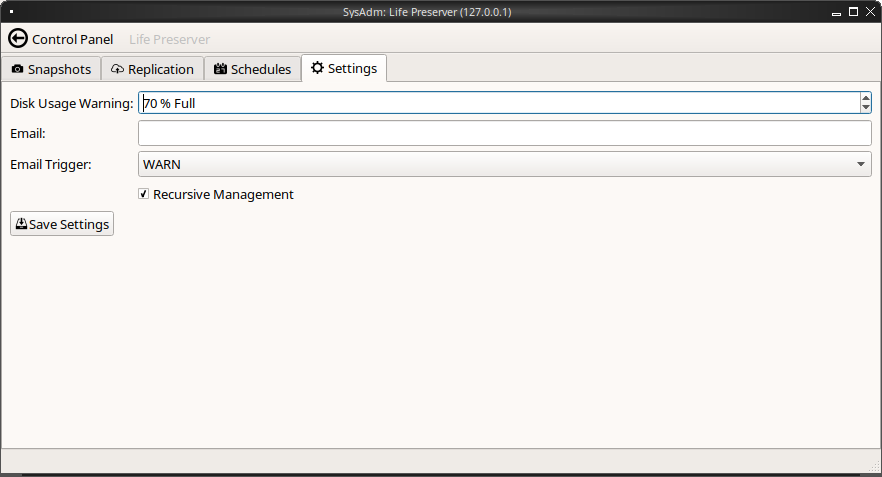 SysAdm: Life Preserver (127.0.0.1)
Control Panel Life Preserver
Snapshots Replication Schedules Settings
Disk Usage Warning: 70 % Full
Email:
Email Trigger: WARN
Recursive Management
Save Settings